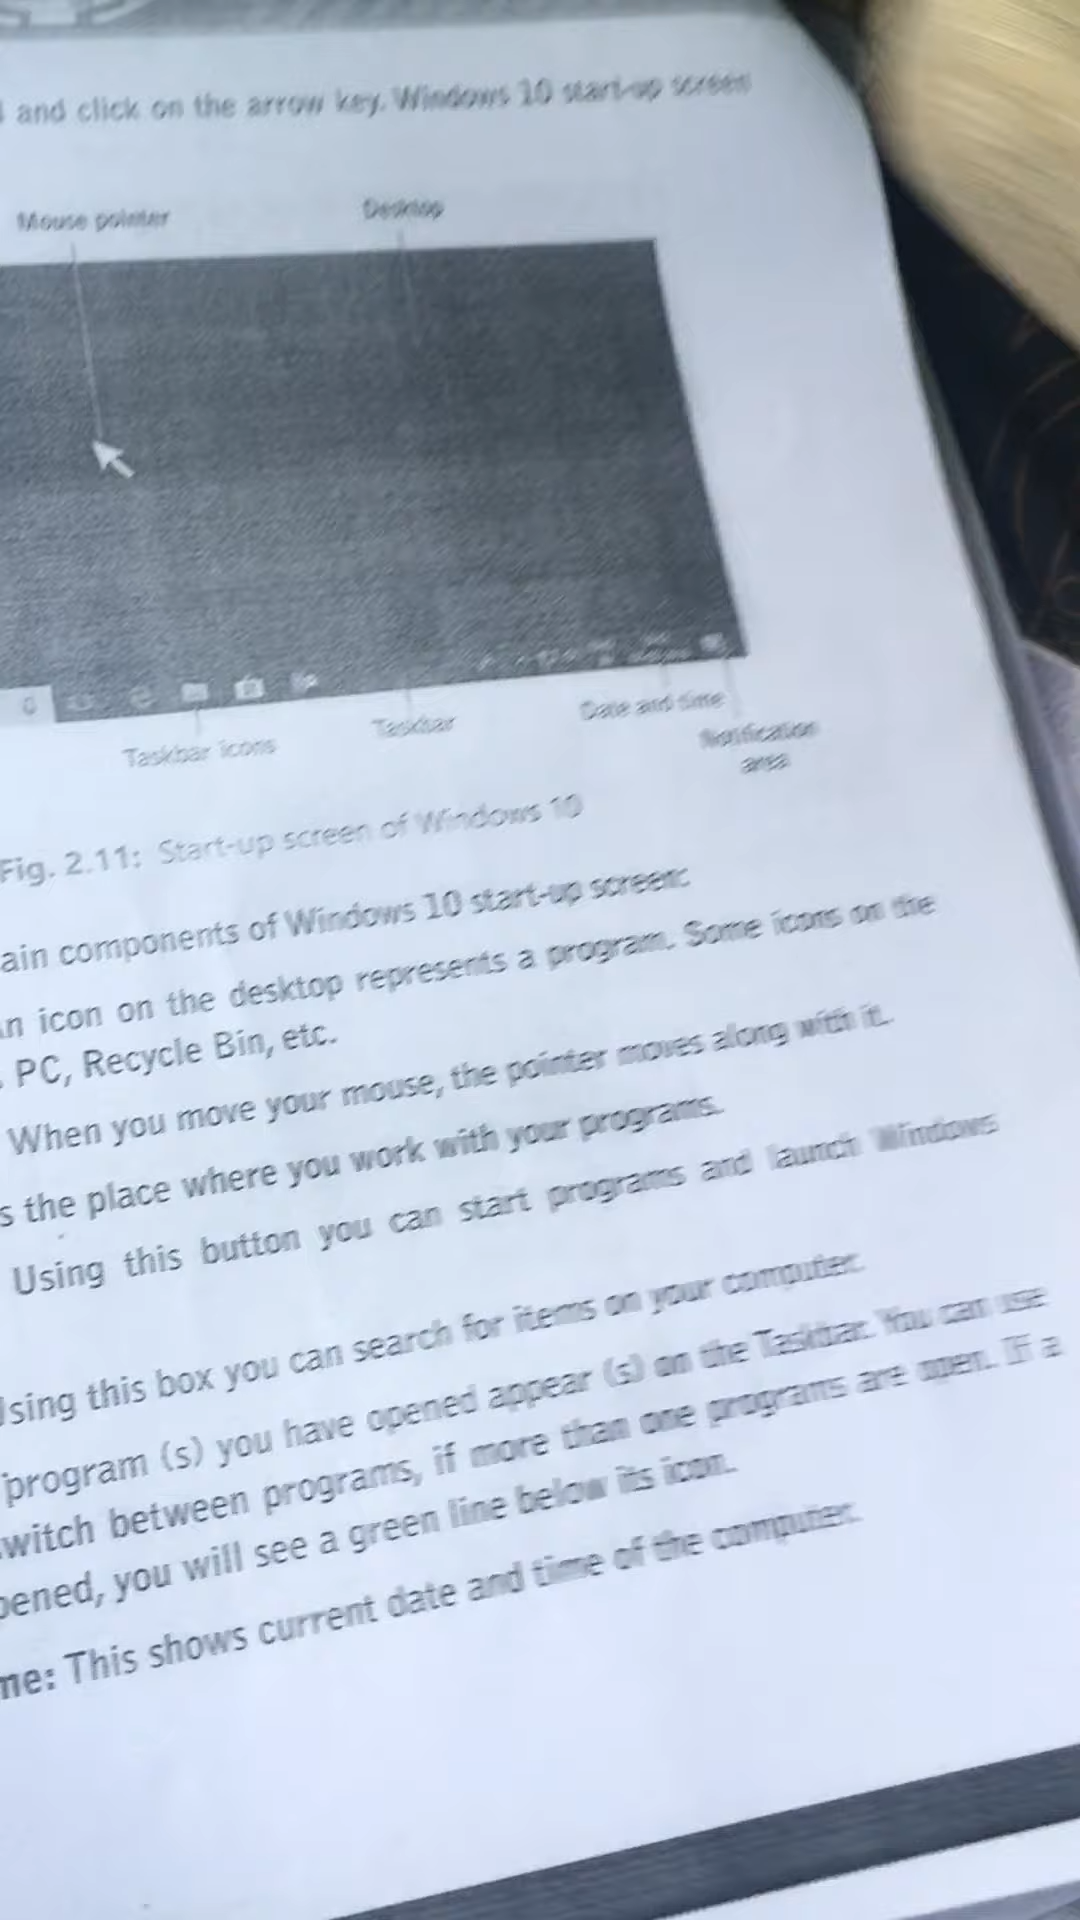 and click on the arrow key. Windows 10 start-up screen
Mouse pointer
Desktop
Taskbar icons
Taskbar
Date and time
Notification
area
Fig. 2.11: Start-up screen of Windows 10
ain components of Windows 10 start-up screen:
n icon on the desktop represents a program. Some icons on the
PC, Recycle Bin, etc.
When you move your mouse, the pointer moves along with it.
s the place where you work with your programs.
Using this button you can start programs and launch Windows
sing this box you can search for items on your computer.
program (s) you have opened appear (s) on the Taskbar. You can use
witch between programs, if more than one programs are open. If a
pened, you will see a green line below its icon.
me: This shows current date and time of the computer.